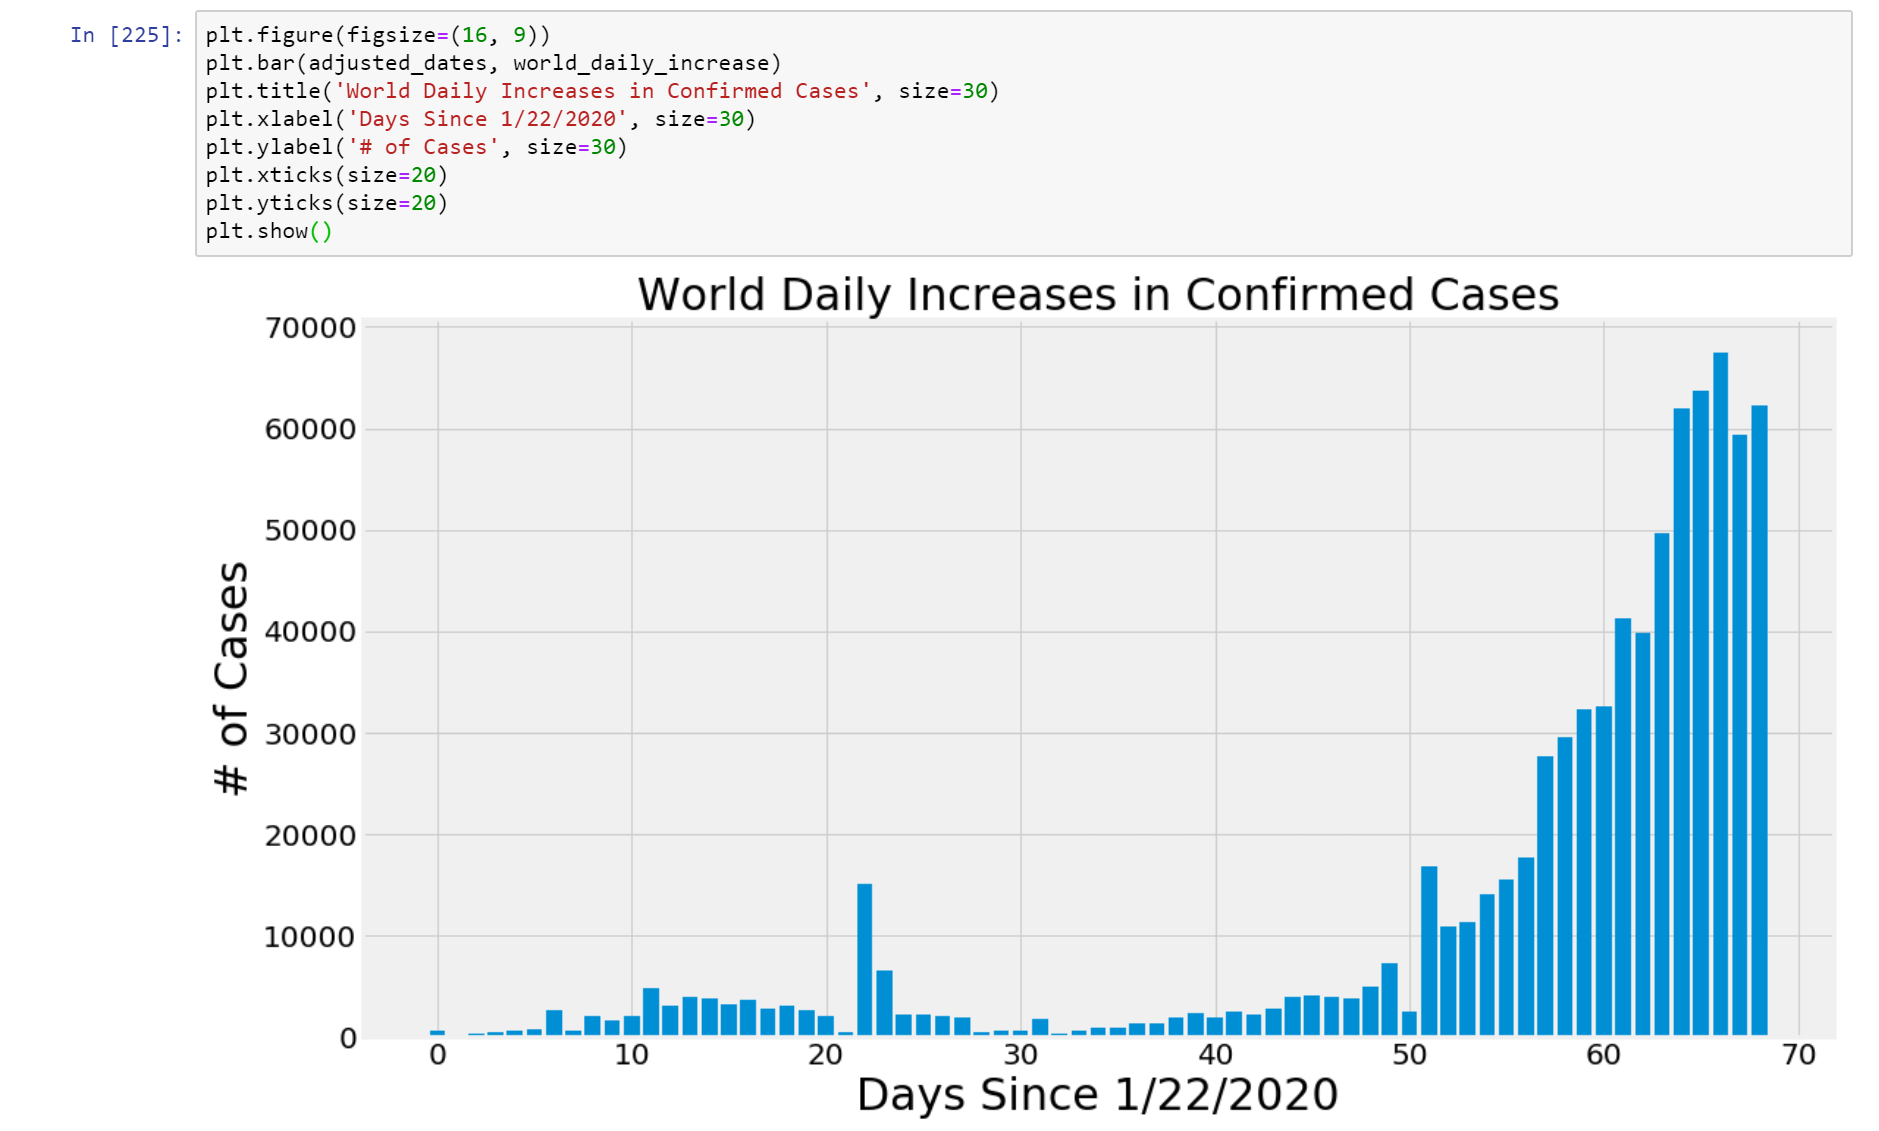 In [225]:
plt.figure(figsize=(16, 9))
plt.bar(adjusted_dates, world_daily_increase)
plt.title('World Daily Increases in Confirmed Cases', size=30)
plt.xlabel('Days Since 1/22/2020', size=30)
plt.ylabel('# of Cases', size=30)
plt.xticks(size=20)
plt.yticks(size=20)
plt.show()
World Daily Increases in Confirmed Cases
70000
60000
50000
40000
30000
20000
10000
0
# of Cases
0 10 20 30 40 50 60 70
Days Since 1/22/2020